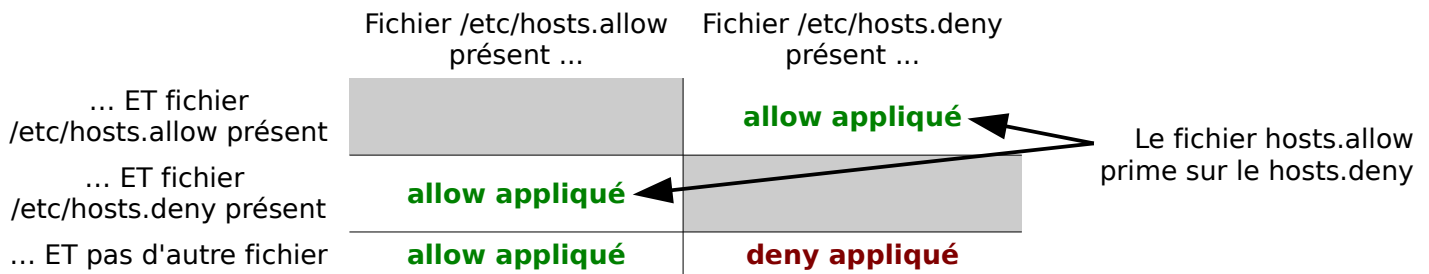 Fichier /etc/hosts.allow
présent ...
Fichier /etc/hosts.deny
présent ...
... ET fichier
/etc/hosts.allow présent
allow appliqué
Le fichier hosts.allow
prime sur le hosts.deny
... ET fichier
/etc/hosts.deny présent
allow appliqué
... ET pas d'autre fichier
allow appliqué
deny appliqué